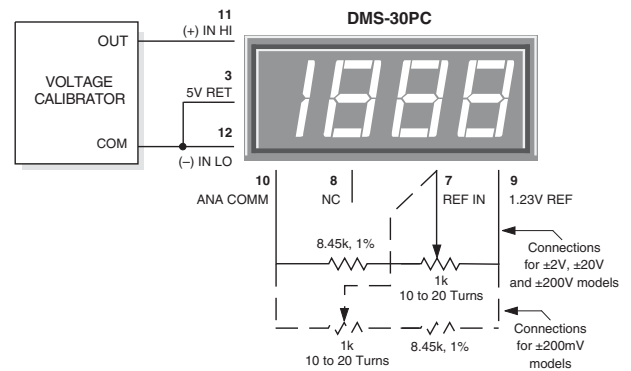 DMS-30PC
11
(+) IN HI
OUT
3
5V RET
VOLTAGE
CALIBRATOR
12
COM
(–) IN LO
1888
10
ANA COMM
8
NC
7
REF IN
9
1.23V REF
8.45k, 1%
1k
10 to 20 Turns
Connections
for ±2V, ±20V
and ±200V models
1k
10 to 20 Turns
8.45k, 1%
Connections
for ±200mV
models